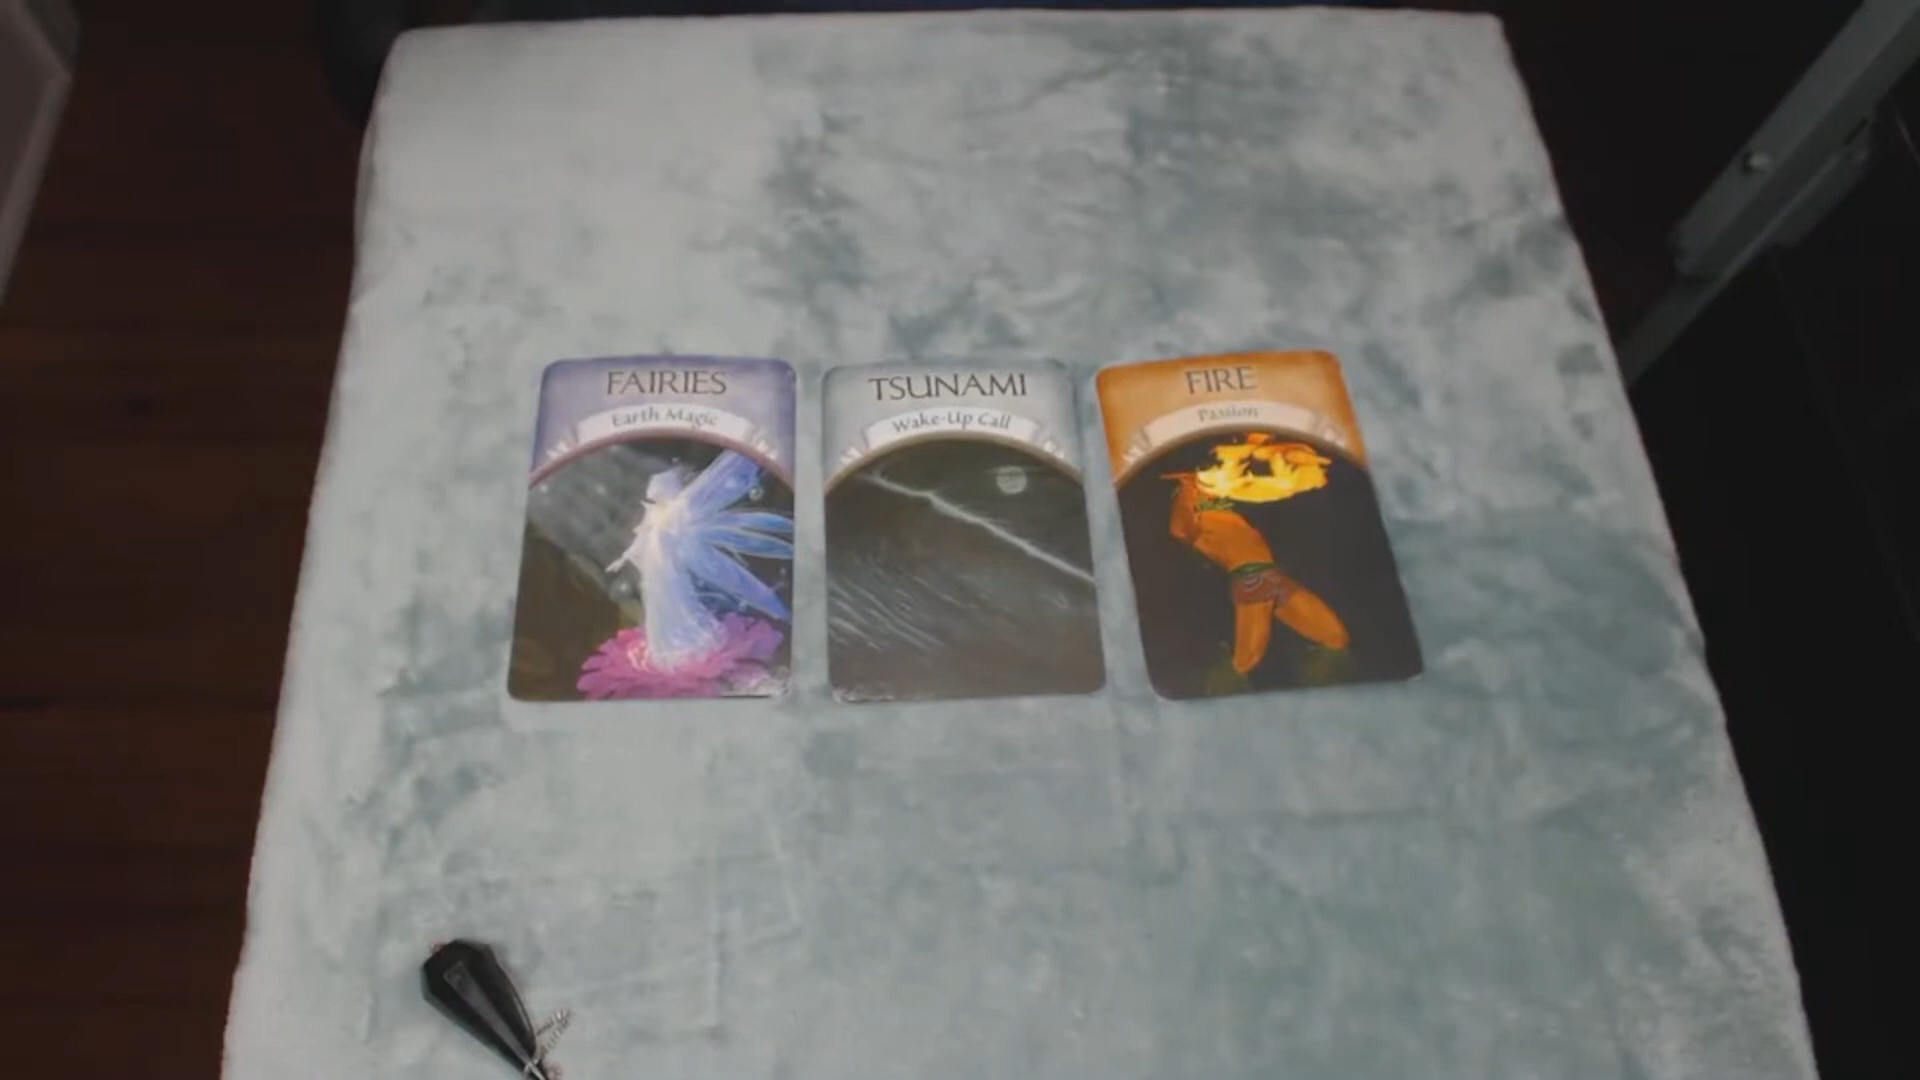 FAIRIES
Earth Magic
TSUNAMI
Wake-Up Call
FIRE
Passion